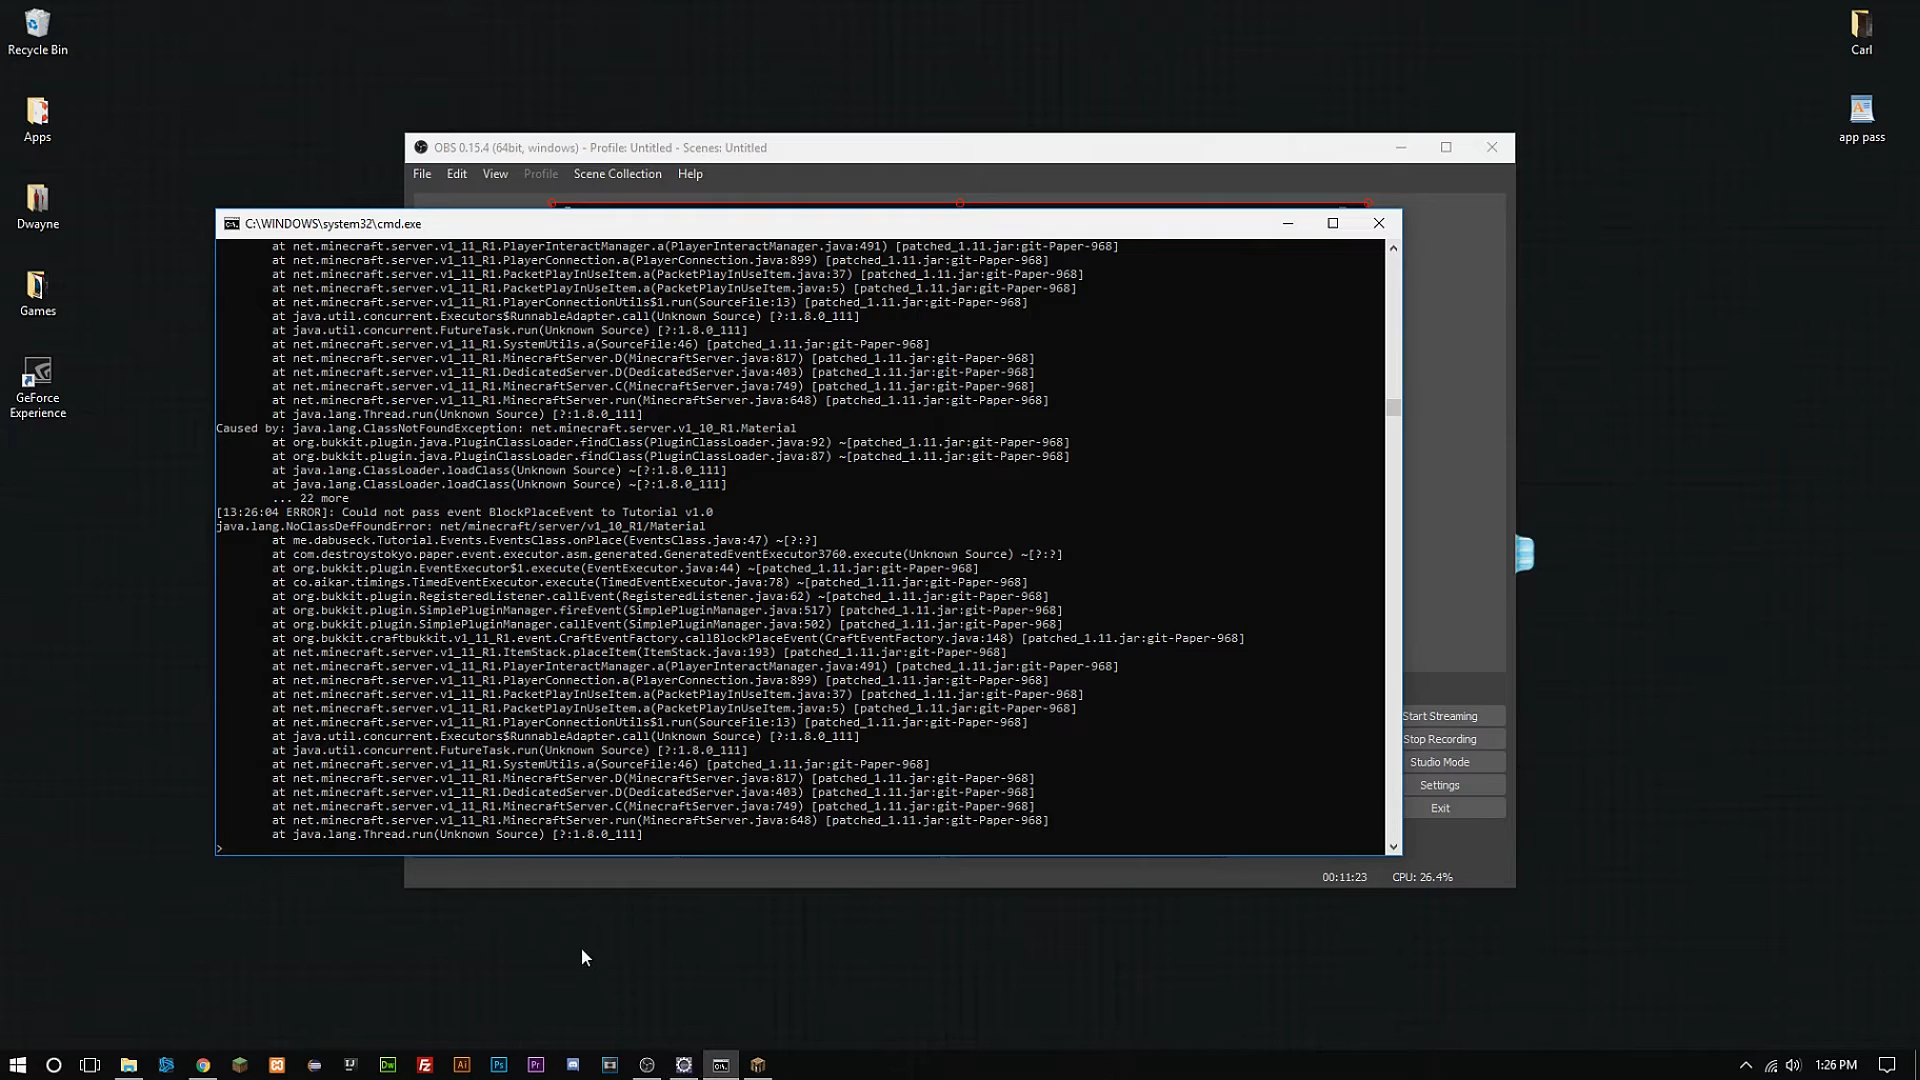 Recycle Bin
Apps
Dwayne
Games
GeForce
Experience
Carl
app pass
OBS 0.15.4 (64bit, windows) - Profile: Untitled - Scenes: Untitled
File Edit View Profile Scene Collection Help
C:\WINDOWS\system32\cmd.exe
at net.minecraft.server.v1_11_R1.PlayerInteractManager.a(PlayerInteractManager.java:491) [patched_1.11.jar:git-Paper-968]
at net.minecraft.server.v1_11_R1.PlayerConnection.a(PlayerConnection.java:899) [patched_1.11.jar:git-Paper-968]
at net.minecraft.server.v1_11_R1.PacketPlayInUseItem.a(PacketPlayInUseItem.java:37) [patched_1.11.jar:git-Paper-968]
at net.minecraft.server.v1_11_R1.PacketPlayInUseItem.a(PacketPlayInUseItem.java:5) [patched_1.11.jar:git-Paper-968]
at net.minecraft.server.v1_11_R1.PlayerConnectionUtils$1.run(SourceFile:13) [patched_1.11.jar:git-Paper-968]
at java.util.concurrent.Executors$RunnableAdapter.call(Unknown Source) [?:1.8.0_111]
at java.util.concurrent.FutureTask.run(Unknown Source) [?:1.8.0_111]
at net.minecraft.server.v1_11_R1.SystemUtils.a(SourceFile:46) [patched_1.11.jar:git-Paper-968]
at net.minecraft.server.v1_11_R1.MinecraftServer.D(MinecraftServer.java:817) [patched_1.11.jar:git-Paper-968]
at net.minecraft.server.v1_11_R1.DedicatedServer.D(DedicatedServer.java:403) [patched_1.11.jar:git-Paper-968]
at net.minecraft.server.v1_11_R1.MinecraftServer.C(MinecraftServer.java:749) [patched_1.11.jar:git-Paper-968]
at net.minecraft.server.v1_11_R1.MinecraftServer.run(MinecraftServer.java:648) [patched_1.11.jar:git-Paper-968]
at java.lang.Thread.run(Unknown Source) [?:1.8.0_111]
Caused by: java.lang.ClassNotFoundException: net.minecraft.server.v1_10_R1.Material
at org.bukkit.plugin.java.PluginClassLoader.findClass(PluginClassLoader.java:92) ~[patched_1.11.jar:git-Paper-968]
at org.bukkit.plugin.java.PluginClassLoader.findClass(PluginClassLoader.java:87) ~[patched_1.11.jar:git-Paper-968]
at java.lang.ClassLoader.loadClass(Unknown Source) ~[?:1.8.0_111]
at java.lang.ClassLoader.loadClass(Unknown Source) ~[?:1.8.0_111]
... 22 more
[13:26:04 ERROR]: Could not pass event BlockPlaceEvent to Tutorial v1.0
java.lang.NoClassDefFoundError: net/minecraft/server/v1_10_R1/Material
at me.dabuseck.Tutorial.Events.EventsClass.onPlace(EventsClass.java:47) ~[?:?]
at com.destroystokyo.paper.event.executor.asm.generated.GeneratedEventExecutor3760.execute(Unknown Source) ~[?:?]
at org.bukkit.plugin.EventExecutor$1.execute(EventExecutor.java:44) ~[patched_1.11.jar:git-Paper-968]
at co.aikar.timings.TimedEventExecutor.execute(TimedEventExecutor.java:78) ~[patched_1.11.jar:git-Paper-968]
at org.bukkit.plugin.RegisteredListener.callEvent(RegisteredListener.java:62) ~[patched_1.11.jar:git-Paper-968]
at org.bukkit.plugin.SimplePluginManager.fireEvent(SimplePluginManager.java:517) [patched_1.11.jar:git-Paper-968]
at org.bukkit.plugin.SimplePluginManager.callEvent(SimplePluginManager.java:502) [patched_1.11.jar:git-Paper-968]
at org.bukkit.craftbukkit.v1_11_R1.event.CraftEventFactory.callBlockPlaceEvent(CraftEventFactory.java:148) [patched_1.11.jar:git-Paper-968]
at net.minecraft.server.v1_11_R1.ItemStack.placeItem(ItemStack.java:193) [patched_1.11.jar:git-Paper-968]
at net.minecraft.server.v1_11_R1.PlayerInteractManager.a(PlayerInteractManager.java:491) [patched_1.11.jar:git-Paper-968]
at net.minecraft.server.v1_11_R1.PlayerConnection.a(PlayerConnection.java:899) [patched_1.11.jar:git-Paper-968]
at net.minecraft.server.v1_11_R1.PacketPlayInUseItem.a(PacketPlayInUseItem.java:37) [patched_1.11.jar:git-Paper-968]
at net.minecraft.server.v1_11_R1.PacketPlayInUseItem.a(PacketPlayInUseItem.java:5) [patched_1.11.jar:git-Paper-968]
at net.minecraft.server.v1_11_R1.PlayerConnectionUtils$1.run(SourceFile:13) [patched_1.11.jar:git-Paper-968]
at java.util.concurrent.Executors$RunnableAdapter.call(Unknown Source) [?:1.8.0_111]
at java.util.concurrent.FutureTask.run(Unknown Source) [?:1.8.0_111]
at net.minecraft.server.v1_11_R1.SystemUtils.a(SourceFile:46) [patched_1.11.jar:git-Paper-968]
at net.minecraft.server.v1_11_R1.MinecraftServer.D(MinecraftServer.java:817) [patched_1.11.jar:git-Paper-968]
at net.minecraft.server.v1_11_R1.DedicatedServer.D(DedicatedServer.java:403) [patched_1.11.jar:git-Paper-968]
at net.minecraft.server.v1_11_R1.MinecraftServer.C(MinecraftServer.java:749) [patched_1.11.jar:git-Paper-968]
at net.minecraft.server.v1_11_R1.MinecraftServer.run(MinecraftServer.java:648) [patched_1.11.jar:git-Paper-968]
at java.lang.Thread.run(Unknown Source) [?:1.8.0_111]
>
Start Streaming
Stop Recording
Studio Mode
Settings
Exit
00:11:23 CPU: 26.4%
Dw Fz Ai Ps Pr
1:26 PM